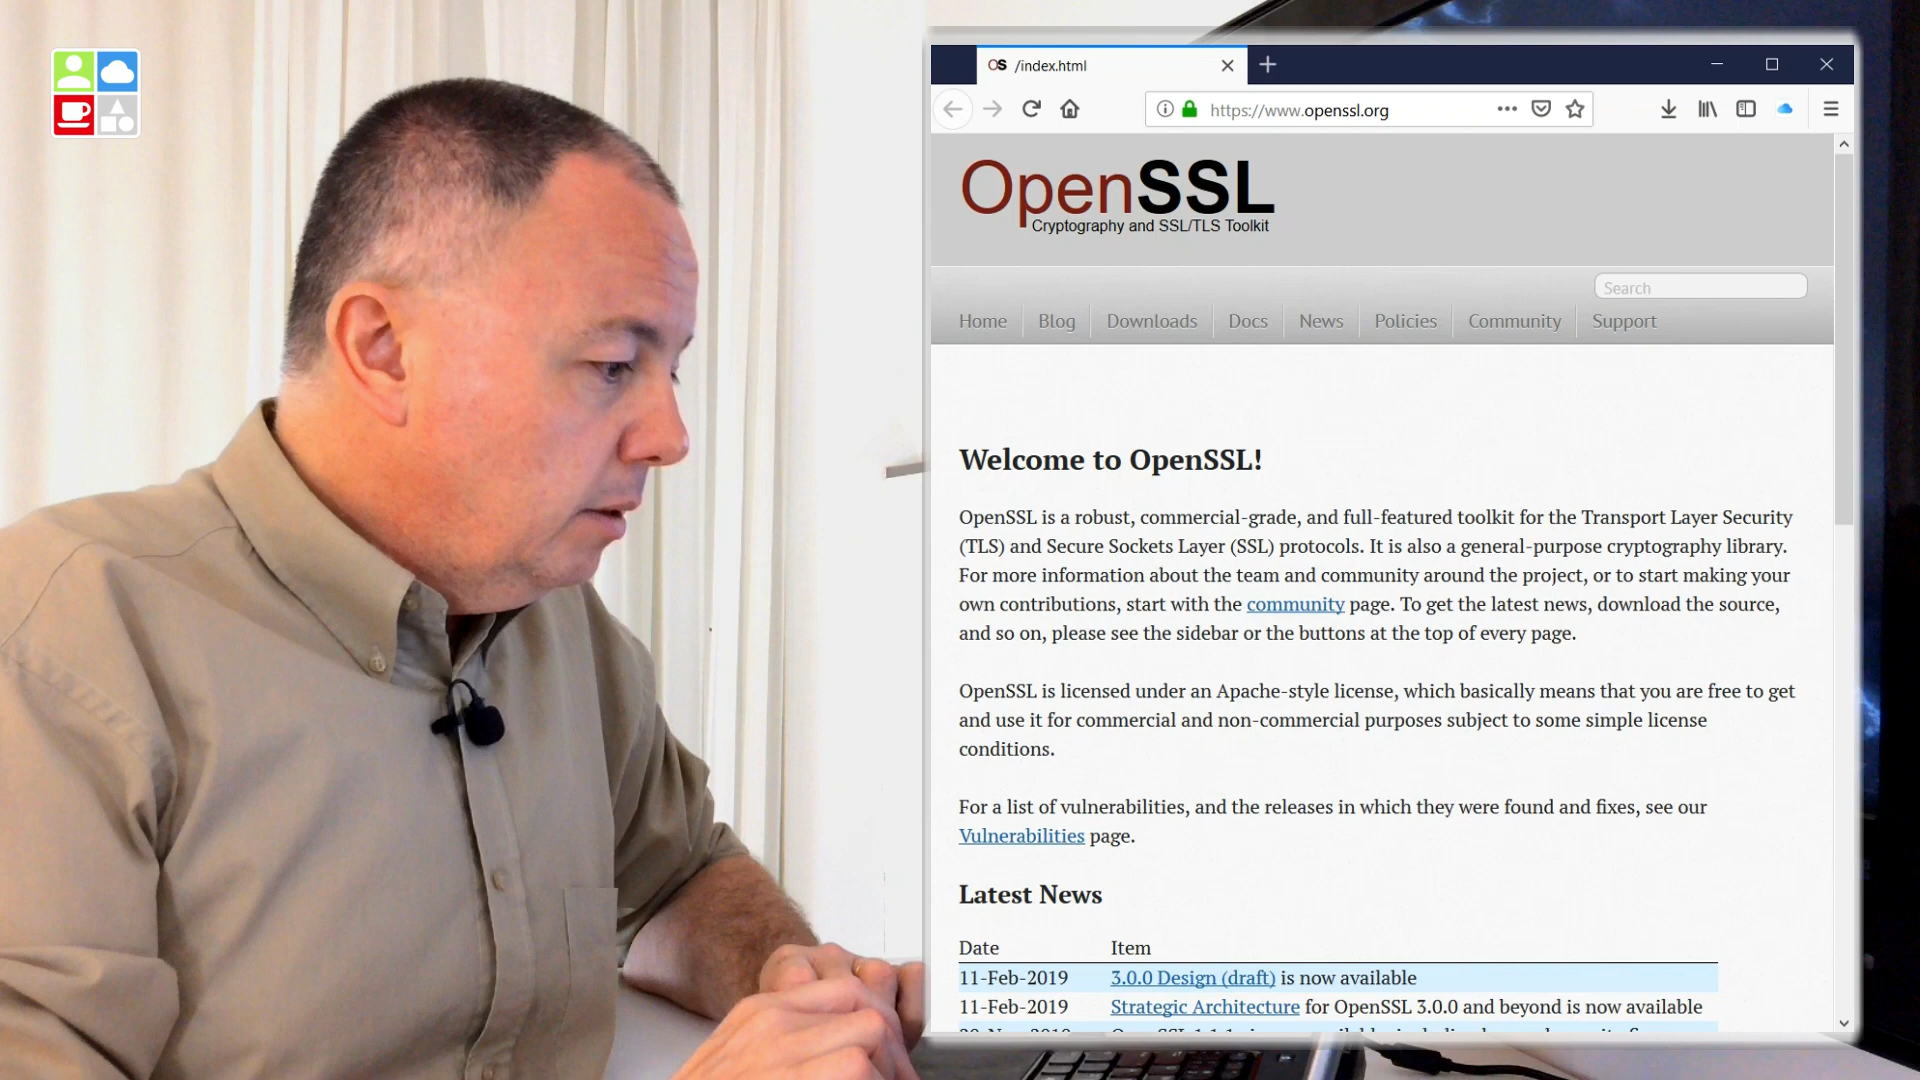 OS /index.html
https://www.openssl.org
OpenSSL
Cryptography and SSL/TLS Toolkit
Search
Home Blog Downloads Docs News Policies Community Support
Welcome to OpenSSL!
OpenSSL is a robust, commercial-grade, and full-featured toolkit for the Transport Layer Security
(TLS) and Secure Sockets Layer (SSL) protocols. It is also a general-purpose cryptography library.
For more information about the team and community around the project, or to start making your
own contributions, start with the community page. To get the latest news, download the source,
and so on, please see the sidebar or the buttons at the top of every page.
OpenSSL is licensed under an Apache-style license, which basically means that you are free to get
and use it for commercial and non-commercial purposes subject to some simple license
conditions.
For a list of vulnerabilities, and the releases in which they were found and fixes, see our
Vulnerabilities page.
Latest News
Date Item
11-Feb-2019 3.0.0 Design (draft) is now available
11-Feb-2019 Strategic Architecture for OpenSSL 3.0.0 and beyond is now available